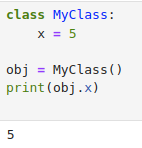 class MyClass:
    x = 5

obj = MyClass()
print(obj.x)

5